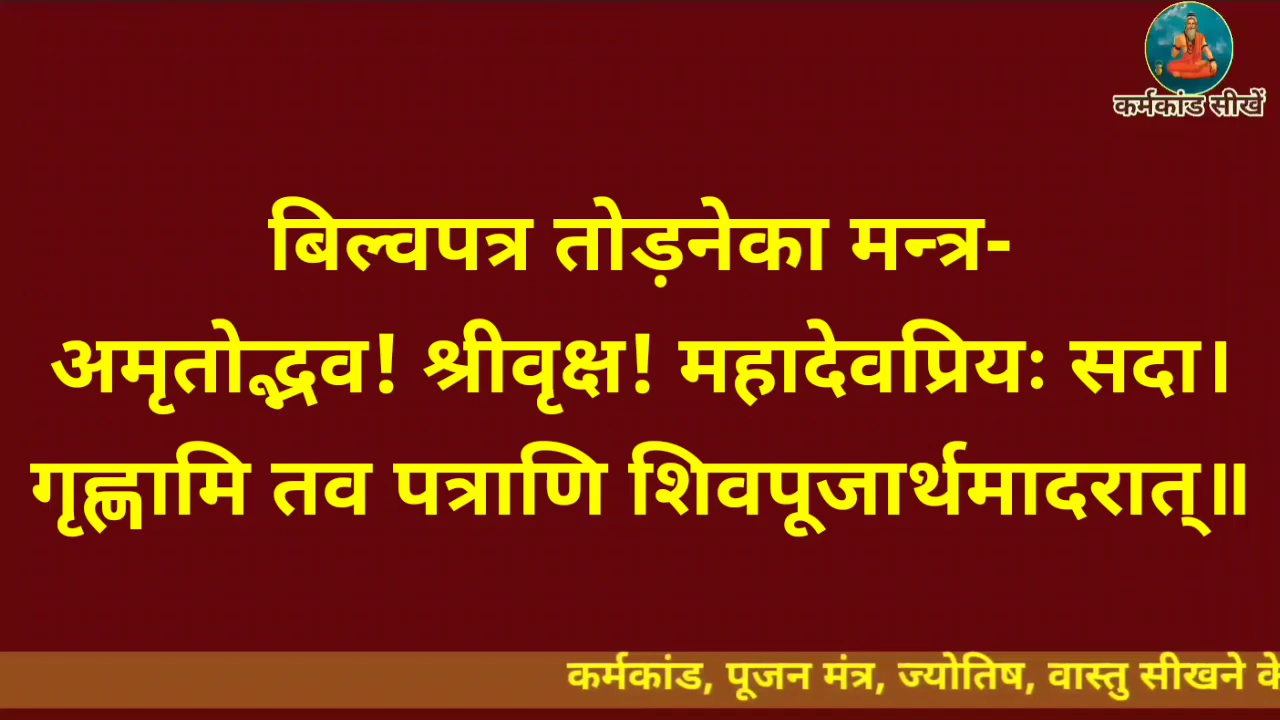 कर्मकांड सीखें
बिल्वपत्र तोड़नेका मन्त्र-
अमृतोद्भव! श्रीवृक्ष! महादेवप्रियः सदा।
गृह्णामि तव पत्राणि शिवपूजार्थमादरात्॥
कर्मकांड, पूजन मंत्र, ज्योतिष, वास्तु सीखने के